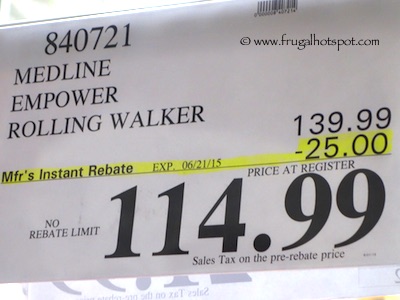 © www.frugalhotspot.com
840721
MEDLINE
EMPOWER
ROLLING WALKER
139.99
Mfr's Instant Rebate EXP. 06/21/15 -25.00
PRICE AT REGISTER
NO
REBATE LIMIT
114.99
Sales Tax on the pre-rebate price